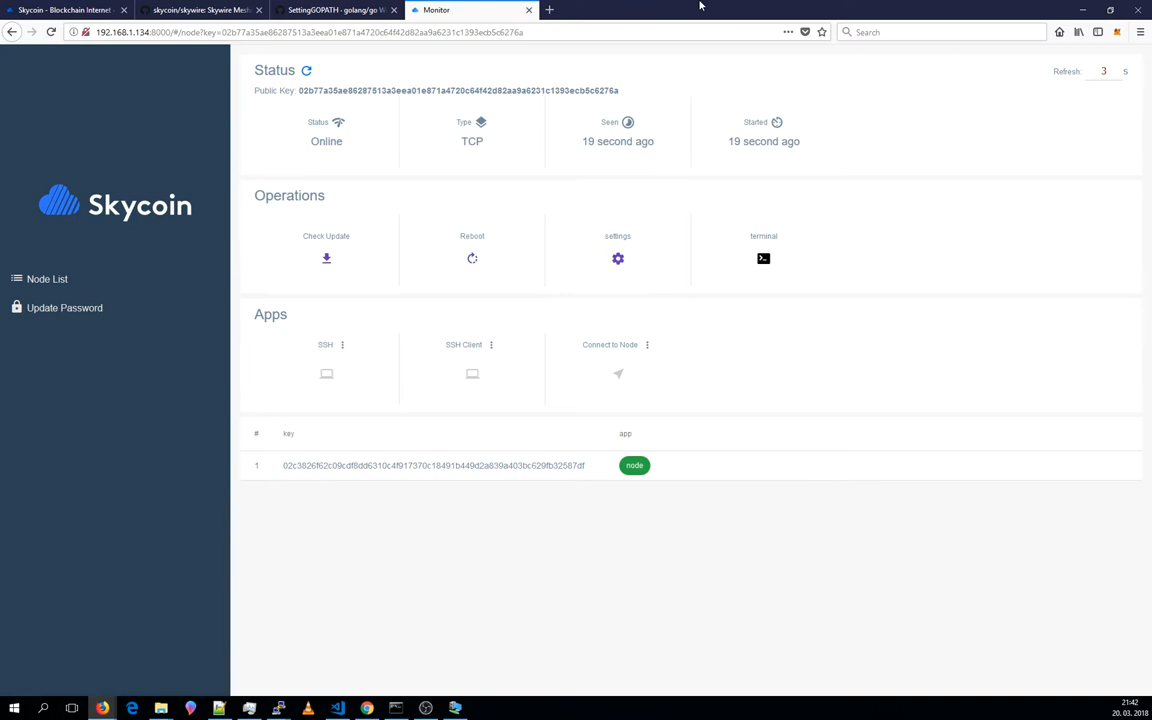 Skycoin - Blockchain Internet
skycoin/skywire: Skywire Mesh
SettingGOPATH · golang/go W
Monitor
192.168.1.134:8000/#/node?key=02b77a35ae86287513a3eea01e871a4720c64f42d82aa9a6231c1393ecb5c6276a
Search
Status
Refresh: 3 s
Public Key: 02b77a35ae86287513a3eea01e871a4720c64f42d82aa9a6231c1393ecb5c6276a
Status
Type
Seen
Started
Online
TCP
19 second ago
19 second ago
Skycoin
Node List
Update Password
Operations
Check Update
Reboot
settings
terminal
Apps
SSH
SSH Client
Connect to Node
# key app
1 02c3826f62c09cdf8dd6310c4f917370c18491b449d2a839a403bc629fb32587df node
21:42
20. 03. 2018